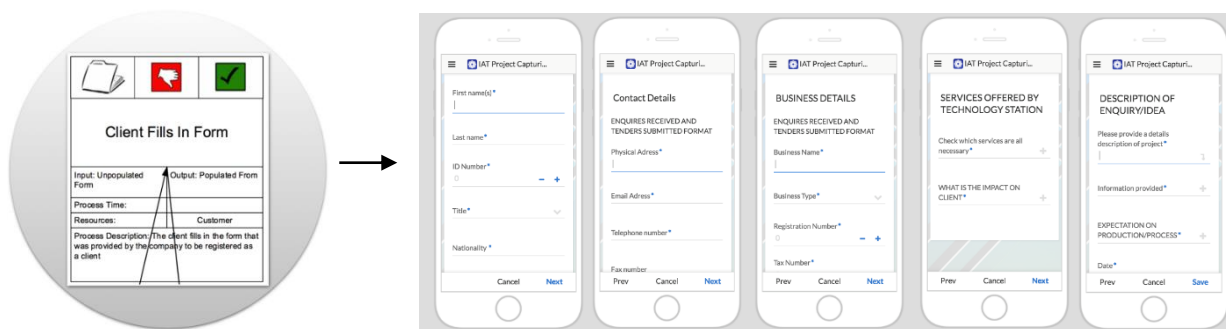 Client Fills In Form
Input: Unpopulated
Form
Output: Populated From
Process Time:
Resources:
Customer
Process Description: The client fills in the form that
was provided by the company to be registered as
a client
IAT Project Capturi...
First name(s)*
Last name*
ID Number*
0
- +
Title*
Nationality *
Cancel Next
IAT Project Capturi...
Contact Details
ENQUIRES RECEIVED AND
TENDERS SUBMITTED FORMAT
Physical Adress*
Email Adress*
Telephone number*
Fax number
Prev Cancel Next
IAT Project Capturi...
BUSINESS DETAILS
ENQUIRES RECEIVED AND
TENDERS SUBMITTED FORMAT
Business Name*
Business Type*
Registration Number*
0
- +
Tax Number*
Prev Cancel Next
IAT Project Capturi...
SERVICES OFFERED BY
TECHNOLOGY STATION
Check which services are all
necessary*
+
WHAT IS THE IMPACT ON
CLIENT*
+
Prev Cancel Next
IAT Project Capturi...
DESCRIPTION OF
ENQUIRY/IDEA
Please provide a details
description of project*
Information provided*
+
EXPECTATION ON
PRODUCTION/PROCESS*
+
Date*
Prev Cancel Save